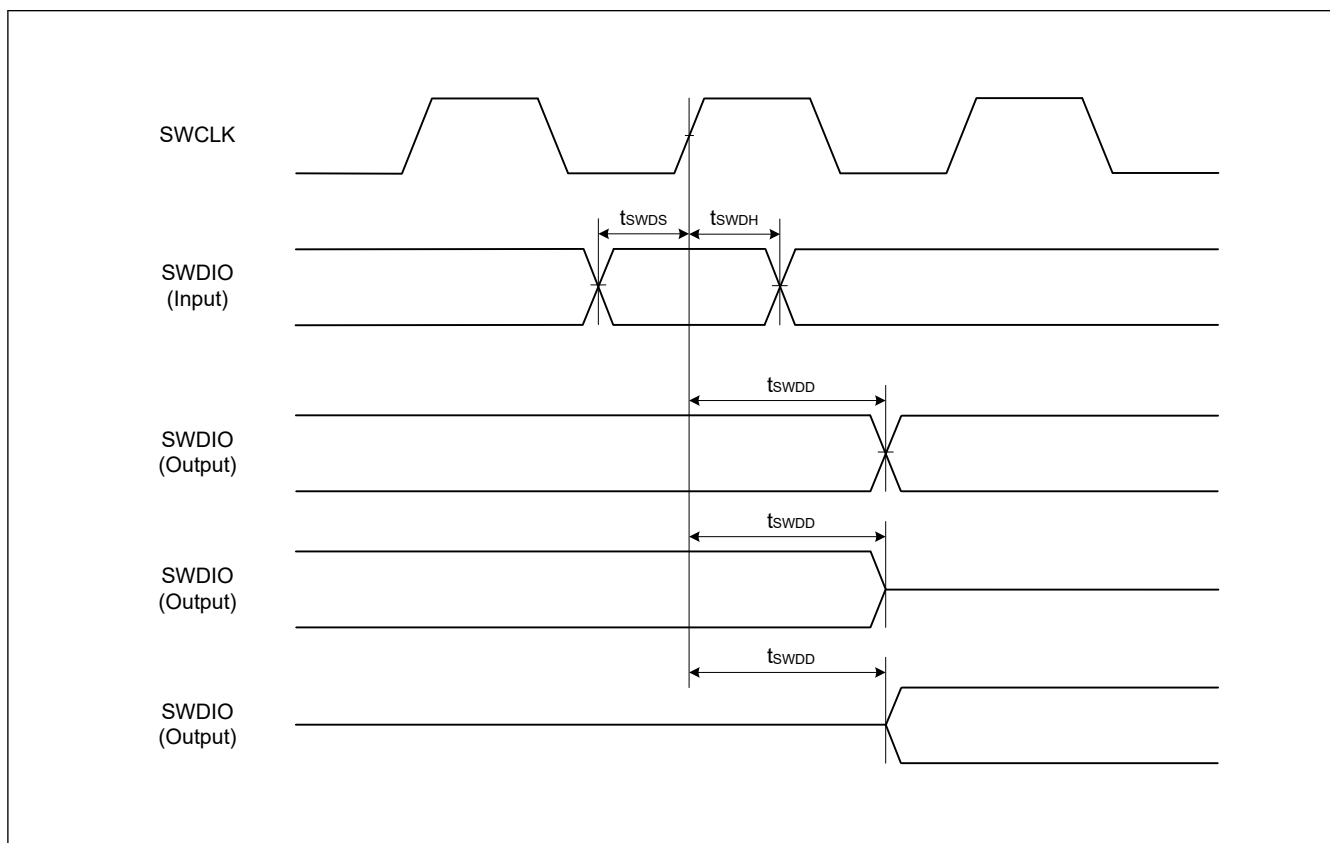 SWCLK
tSWDS
tSWDH
SWDIO
(Input)
tSWDD
SWDIO
(Output)
tSWDD
SWDIO
(Output)
tSWDD
SWDIO
(Output)